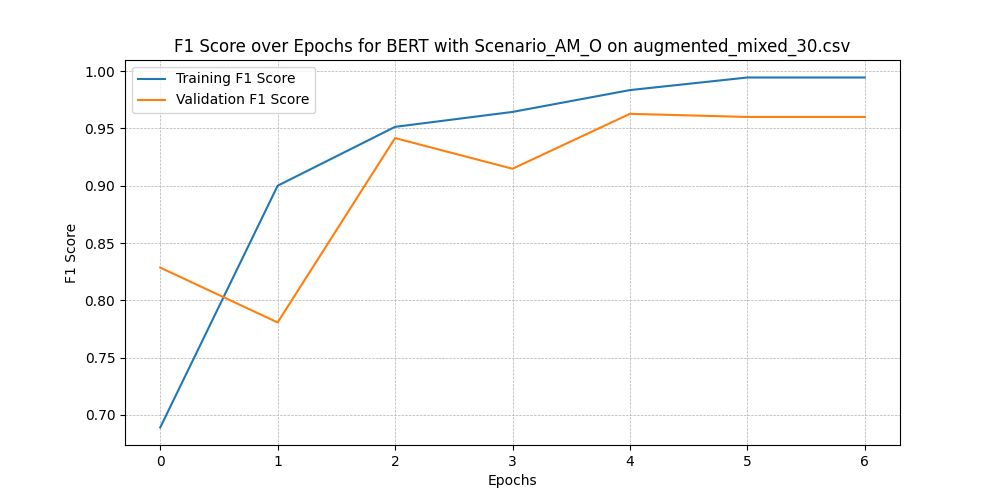 F1 Score over Epochs for BERT with Scenario_AM_O on augmented_mixed_30.csv
Training F1 Score
Validation F1 Score
1.00
0.95
0.90
0.85
0.80
0.75
0.70
F1 Score
0 1 2 3 4 5 6
Epochs